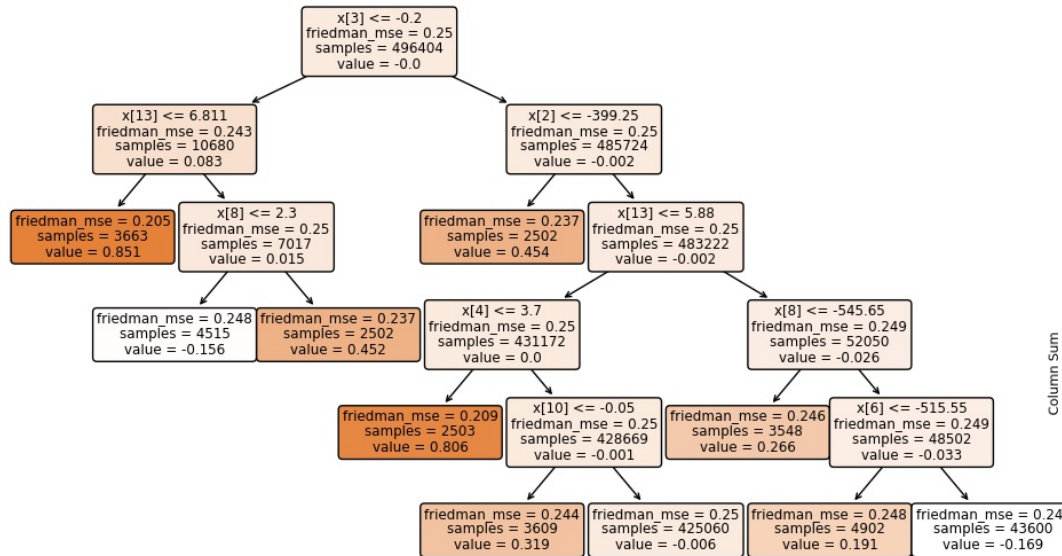 x[3] <= -0.2
friedman_mse = 0.25
samples = 496404
value = -0.0
x[13] <= 6.811
friedman_mse = 0.243
samples = 10680
value = 0.083
x[2] <= -399.25
friedman_mse = 0.25
samples = 485724
value = -0.002
friedman_mse = 0.205
samples = 3663
value = 0.851
x[8] <= 2.3
friedman_mse = 0.25
samples = 7017
value = 0.015
friedman_mse = 0.237
samples = 2502
value = 0.454
x[13] <= 5.88
friedman_mse = 0.25
samples = 483222
value = -0.002
friedman_mse = 0.248
samples = 4515
value = -0.156
friedman_mse = 0.237
samples = 2502
value = 0.452
x[4] <= 3.7
friedman_mse = 0.25
samples = 431172
value = 0.0
x[8] <= -545.65
friedman_mse = 0.249
samples = 52050
value = -0.026
Column Sum
friedman_mse = 0.209
samples = 2503
value = 0.806
x[10] <= -0.05
friedman_mse = 0.25
samples = 428669
value = -0.001
friedman_mse = 0.246
samples = 3548
value = 0.266
x[6] <= -515.55
friedman_mse = 0.249
samples = 48502
value = -0.033
friedman_mse = 0.244
samples = 3609
value = 0.319
friedman_mse = 0.25
samples = 425060
value = -0.006
friedman_mse = 0.248
samples = 4902
value = 0.191
friedman_mse = 0.24
samples = 43600
value = -0.169